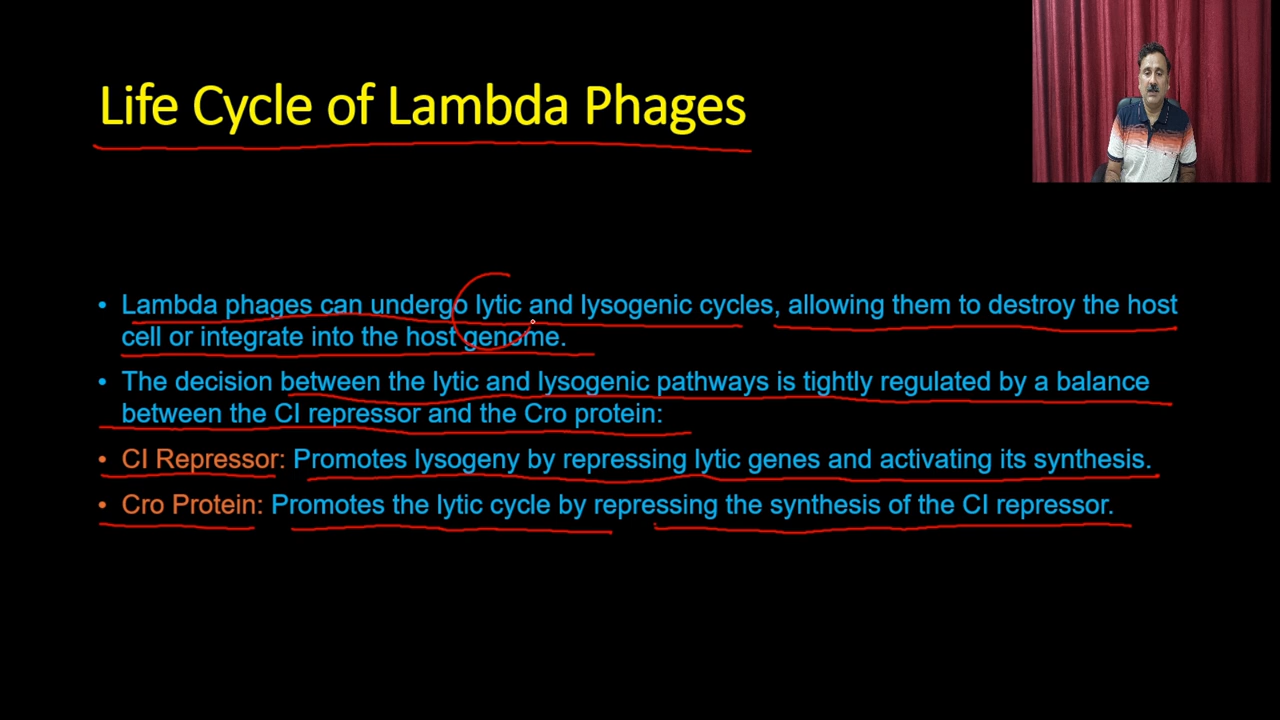 Life Cycle of Lambda Phages
• Lambda phages can undergo lytic and lysogenic cycles, allowing them to destroy the host
cell or integrate into the host genome.
• The decision between the lytic and lysogenic pathways is tightly regulated by a balance
between the CI repressor and the Cro protein:
• CI Repressor: Promotes lysogeny by repressing lytic genes and activating its synthesis.
• Cro Protein: Promotes the lytic cycle by repressing the synthesis of the CI repressor.